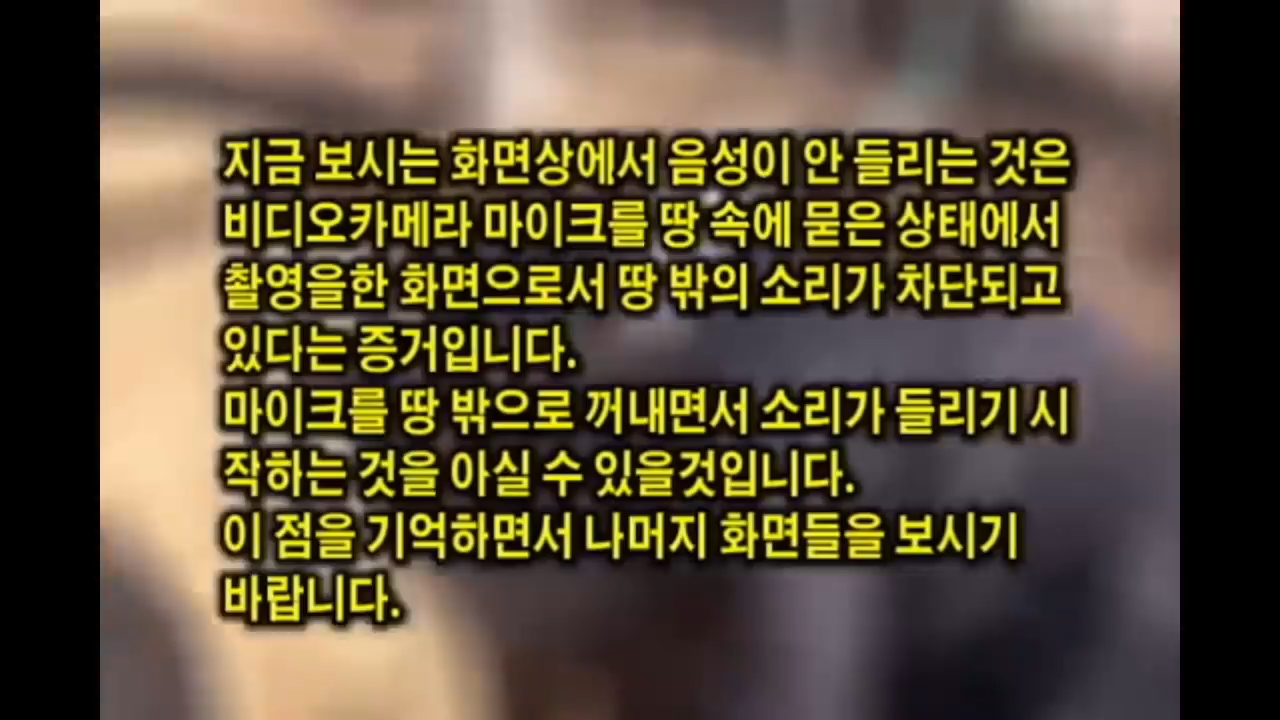 지금 보시는 화면상에서 음성이 안 들리는 것은
비디오카메라 마이크를 땅 속에 묻은 상태에서
촬영을한 화면으로서 땅 밖의 소리가 차단되고
있다는 증거입니다.
마이크를 땅 밖으로 꺼내면서 소리가 들리기 시
작하는 것을 아실 수 있을것입니다.
이 점을 기억하면서 나머지 화면들을 보시기
바랍니다.